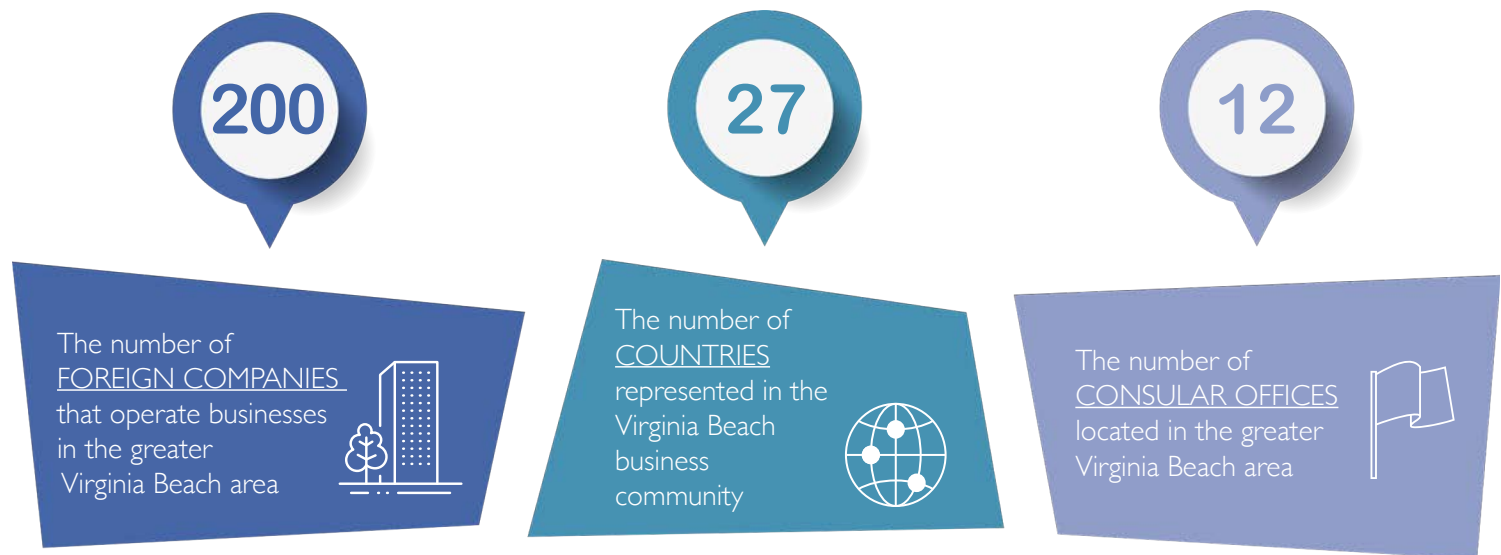 200
The number of
FOREIGN COMPANIES
that operate businesses
in the greater
Virginia Beach area
27
The number of
COUNTRIES
represented in the
Virginia Beach
business
community
12
The number of
CONSULAR OFFICES
located in the greater
Virginia Beach area